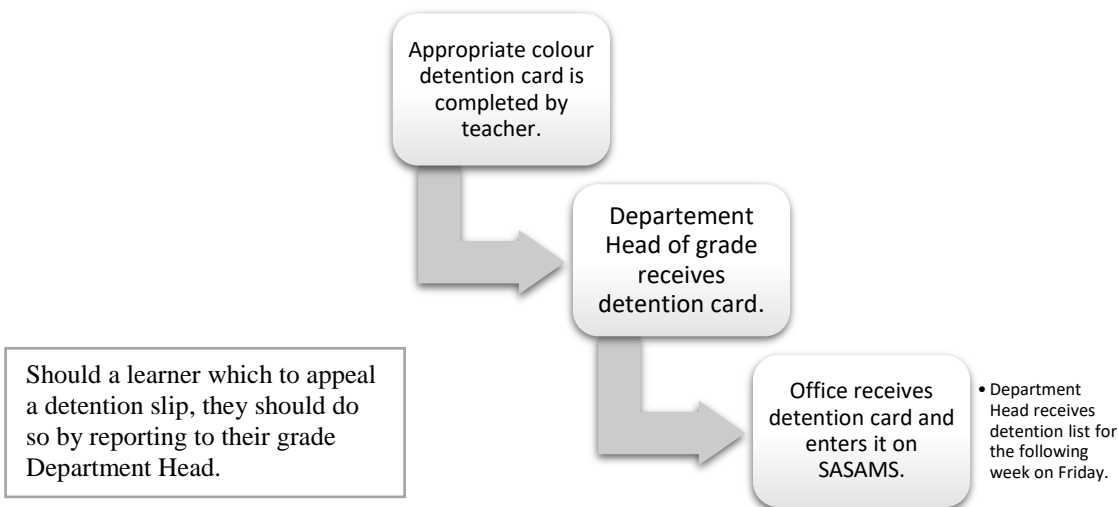 Appropriate colour
detention card is
completed by
teacher.
Departement
Head of grade
receives
detention card.
Office receives
detention card and
enters it on
SASAMS.
• Department
Head receives
detention list for
the following
week on Friday.
Should a learner which to appeal
a detention slip, they should do
so by reporting to their grade
Department Head.